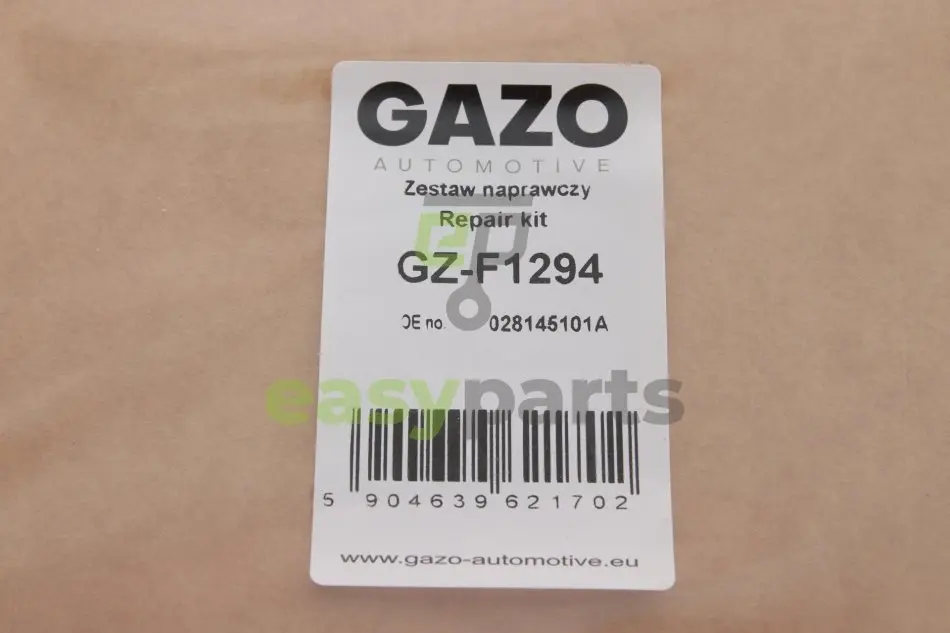 GAZO
AUTOMOTIVE
Zestaw naprawczy
Repair kit
ep
GZ-F1294
OE no. 028145101A
easyparts
5 904639 621702
www.gazo-automotive.eu